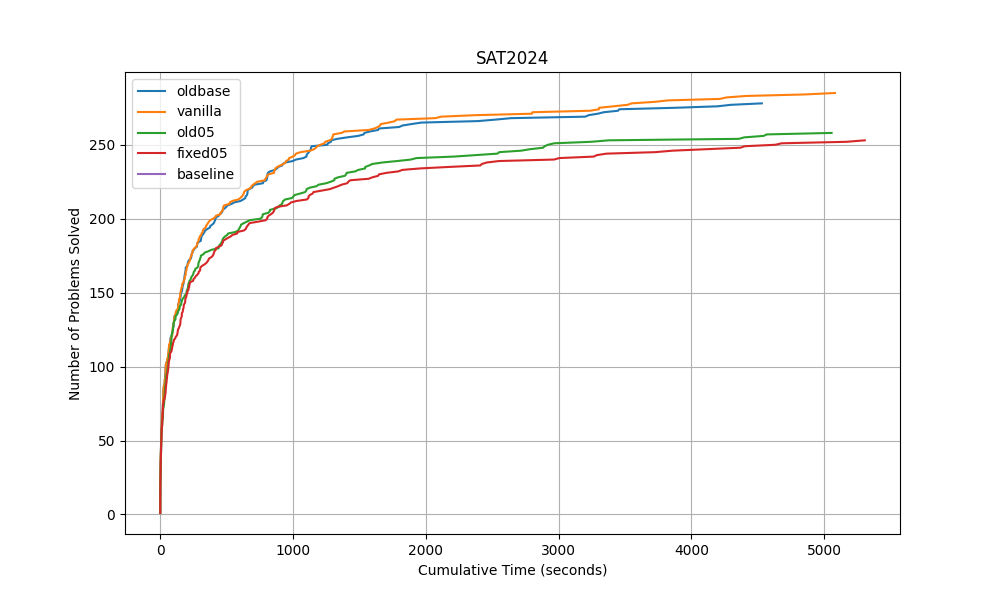 SAT2024
oldbase
vanilla
old05
fixed05
baseline
Number of Problems Solved
250
200
150
100
50
0
0 1000 2000 3000 4000 5000
Cumulative Time (seconds)